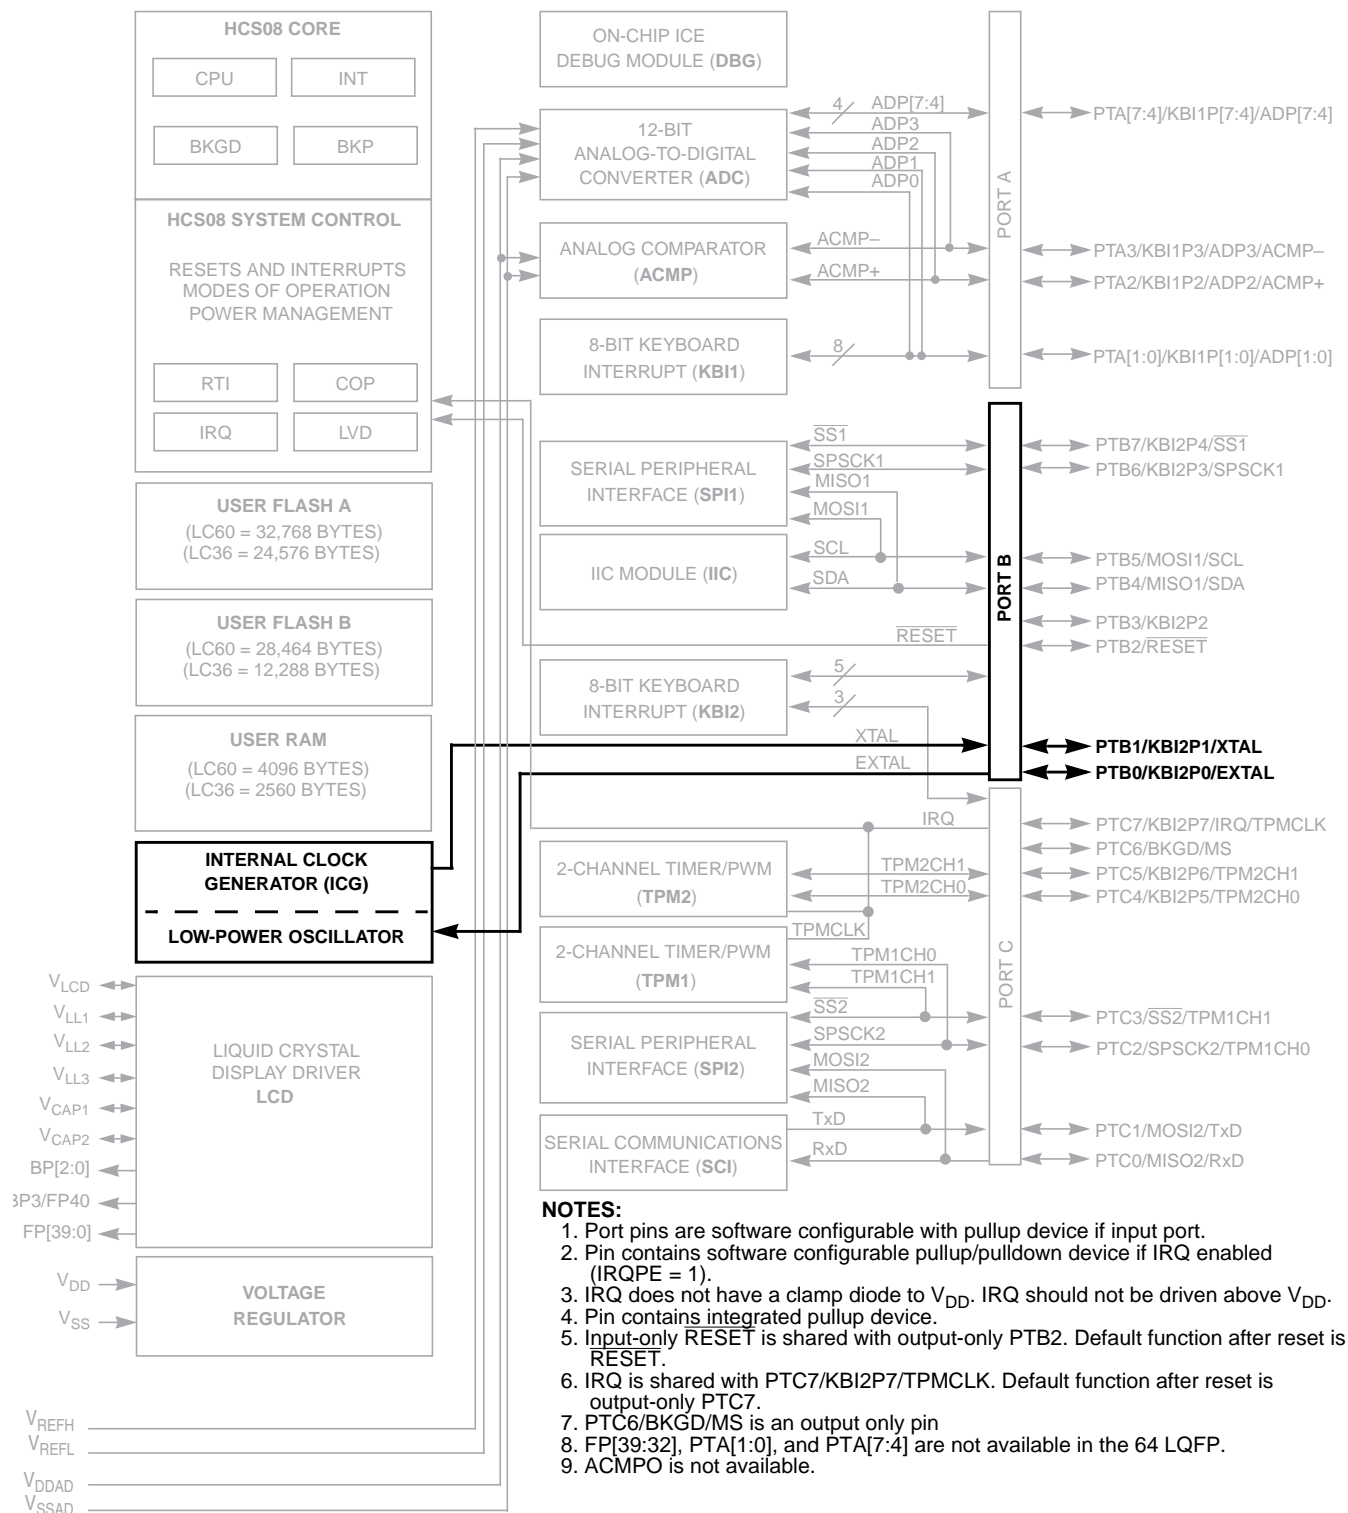 HCS08 CORE
CPU
INT
BKGD
BKP
HCS08 SYSTEM CONTROL
RESETS AND INTERRUPTS
MODES OF OPERATION
POWER MANAGEMENT
RTI
COP
IRQ
LVD
USER FLASH A
(LC60 = 32,768 BYTES)
(LC36 = 24,576 BYTES)
USER FLASH B
(LC60 = 28,464 BYTES)
(LC36 = 12,288 BYTES)
USER RAM
(LC60 = 4096 BYTES)
(LC36 = 2560 BYTES)
INTERNAL CLOCK
GENERATOR (ICG)
LOW-POWER OSCILLATOR
VLCD
VLL1
VLL2
VLL3
VCAP1
VCAP2
BP[2:0]
BP3/FP40
FP[39:0]
LIQUID CRYSTAL
DISPLAY DRIVER
LCD
VDD
VSS
VOLTAGE
REGULATOR
VREFH
VREFL
VDDAD
VSSAD
ON-CHIP ICE
DEBUG MODULE (DBG)
12-BIT
ANALOG-TO-DIGITAL
CONVERTER (ADC)
4
ADP[7:4]
ADP3
ADP2
ADP1
ADP0
ANALOG COMPARATOR
(ACMP)
ACMP–
ACMP+
8-BIT KEYBOARD
INTERRUPT (KBI1)
8
SERIAL PERIPHERAL
INTERFACE (SPI1)
SS1
SPSCK1
MISO1
MOSI1
IIC MODULE (IIC)
SCL
SDA
RESET
8-BIT KEYBOARD
INTERRUPT (KBI2)
5
3
XTAL
EXTAL
IRQ
2-CHANNEL TIMER/PWM
(TPM2)
TPM2CH1
TPM2CH0
TPMCLK
2-CHANNEL TIMER/PWM
(TPM1)
TPM1CH0
TPM1CH1
SERIAL PERIPHERAL
INTERFACE (SPI2)
SS2
SPSCK2
MOSI2
MISO2
SERIAL COMMUNICATIONS
INTERFACE (SCI)
TxD
RxD
PORT A
PTA[7:4]/KBI1P[7:4]/ADP[7:4]
PTA3/KBI1P3/ADP3/ACMP–
PTA2/KBI1P2/ADP2/ACMP+
PTA[1:0]/KBI1P[1:0]/ADP[1:0]
PORT B
PTB7/KBI2P4/SS1
PTB6/KBI2P3/SPSCK1
PTB5/MOSI1/SCL
PTB4/MISO1/SDA
PTB3/KBI2P2
PTB2/RESET
PTB1/KBI2P1/XTAL
PTB0/KBI2P0/EXTAL
PORT C
PTC7/KBI2P7/IRQ/TPMCLK
PTC6/BKGD/MS
PTC5/KBI2P6/TPM2CH1
PTC4/KBI2P5/TPM2CH0
PTC3/SS2/TPM1CH1
PTC2/SPSCK2/TPM1CH0
PTC1/MOSI2/TxD
PTC0/MISO2/RxD
NOTES:
1. Port pins are software configurable with pullup device if input port.
2. Pin contains software configurable pullup/pulldown device if IRQ enabled
(IRQPE = 1).
3. IRQ does not have a clamp diode to VDD. IRQ should not be driven above VDD.
4. Pin contains integrated pullup device.
5. Input-only RESET is shared with output-only PTB2. Default function after reset is
RESET.
6. IRQ is shared with PTC7/KBI2P7/TPMCLK. Default function after reset is
output-only PTC7.
7. PTC6/BKGD/MS is an output only pin
8. FP[39:32], PTA[1:0], and PTA[7:4] are not available in the 64 LQFP.
9. ACMPO is not available.